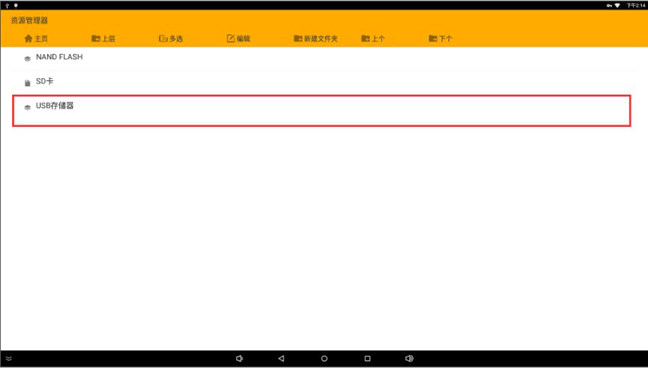 下午2:14
资源管理器
主页 上层 多选 编辑 新建文件夹 上个 下个
NAND FLASH
SD卡
USB存储器